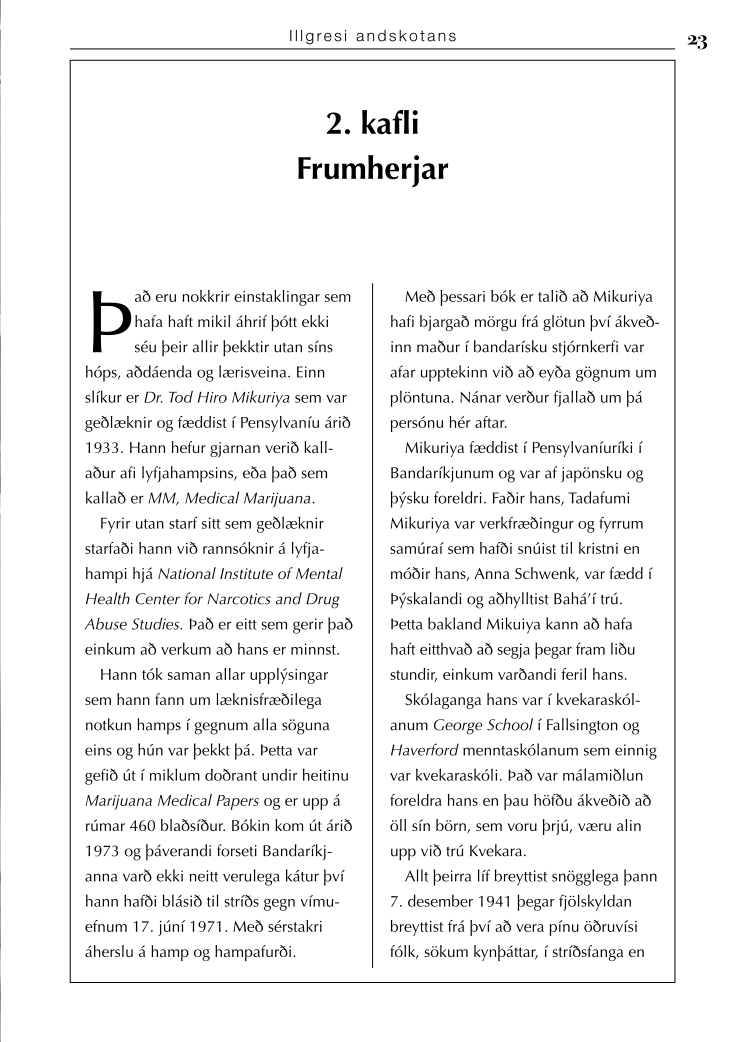 Illgresi andskotans
23
2. kafli
Frumherjar
Það eru nokkrir einstaklingar sem
hafa haft mikil áhrif þótt ekki
séu þeir allir þekktir utan síns
hóps, aðdáenda og lærisveina. Einn
slíkur er Dr. Tod Hiro Mikuriya sem var
geðlæknir og fæddist í Pensylvaníu árið
1933. Hann hefur gjarnan verið kall-
aður afi lyfjahampsins, eða það sem
kallað er MM, Medical Marijuana.
Fyrir utan starf sitt sem geðlæknir
starfaði hann við rannsóknir á lyfja-
hampi hjá National Institute of Mental
Health Center for Narcotics and Drug
Abuse Studies. Það er eitt sem gerir það
einkum að verkum að hans er minnst.
Hann tók saman allar upplýsingar
sem hann fann um læknisfræðilega
notkun hamps í gegnum alla söguna
eins og hún var þekkt þá. Þetta var
gefið út í miklum doðrant undir heitinu
Marijuana Medical Papers og er upp á
rúmar 460 blaðsíður. Bókin kom út árið
1973 og þáverandi forseti Bandaríkj-
anna varð ekki neitt verulega kátur því
hann hafði blásið til stríðs gegn vímu-
efnum 17. júní 1971. Með sérstakri
áherslu á hamp og hampafurði.
Með þessari bók er talið að Mikuriya
hafi bjargað mörgu frá glötun því ákveð-
inn maður í bandarísku stjórnkerfi var
afar upptekinn við að eyða gögnum um
plöntuna. Nánar verður fjallað um þá
persónu hér aftar.
Mikuriya fæddist í Pensylvaníuríki í
Bandaríkjunum og var af japönsku og
þýsku foreldri. Faðir hans, Tadafumi
Mikuriya var verkfræðingur og fyrrum
samúraí sem hafði snúist til kristni en
móðir hans, Anna Schwenk, var fædd í
Þýskalandi og aðhylltist Bahá’í trú.
Þetta bakland Mikuiya kann að hafa
haft eitthvað að segja þegar fram liðu
stundir, einkum varðandi feril hans.
Skólaganga hans var í kvekaraskól-
anum George School í Fallsington og
Haverford menntaskólanum sem einnig
var kvekaraskóli. Það var málamiðlun
foreldra hans en þau höfðu ákveðið að
öll sín börn, sem voru þrjú, væru alin
upp við trú Kvekara.
Allt þeirra líf breyttist snögglega þann
7. desember 1941 þegar fjölskyldan
breyttist frá því að vera pínu öðruvísi
fólk, sökum kynþáttar, í stríðsfanga en